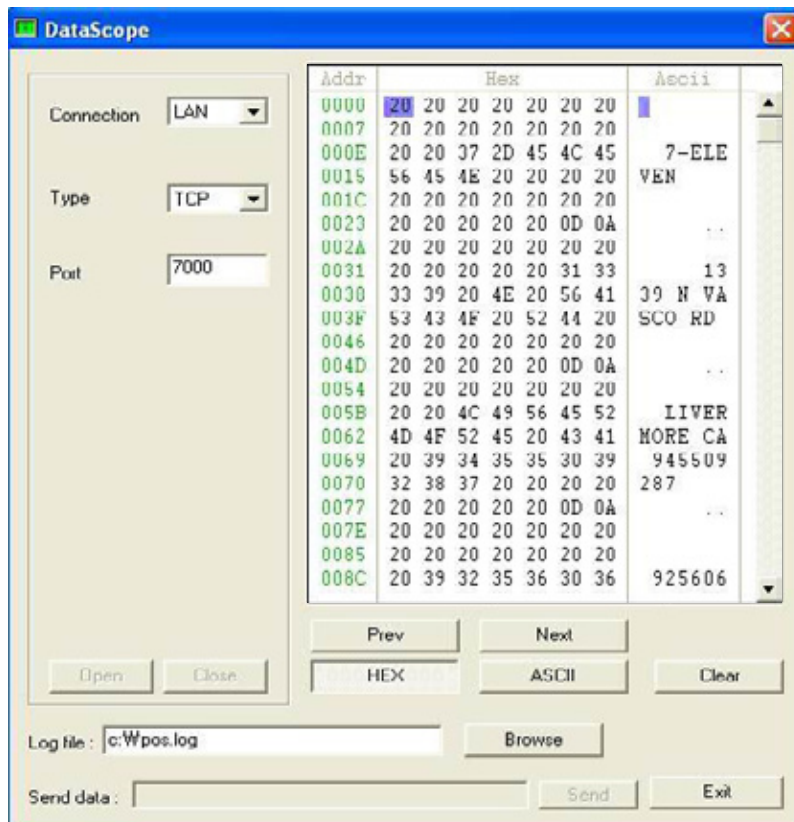 DataScope
Connection LAN
Type TCP
Port 7000
Open Close
Addr Hex Ascii
0000 20 20 20 20 20 20 20
0007 20 20 20 20 20 20 20
000E 20 20 37 2D 45 4C 45 7-ELE
0015 56 45 4E 20 20 20 20 VEN
001C 20 20 20 20 20 20 20
0023 20 20 20 20 20 0D 0A ..
002A 20 20 20 20 20 20 20
0031 20 20 20 20 20 31 33 13
0038 33 39 20 4E 20 56 41 39 N VA
003F 53 43 4F 20 52 44 20 SCO RD
0046 20 20 20 20 20 20 20
004D 20 20 20 20 20 0D 0A ..
0054 20 20 20 20 20 20 20
005B 20 20 4C 49 56 45 52 LIVER
0062 4D 4F 52 45 20 43 41 MORE CA
0069 20 39 34 35 35 30 39 945509
0070 32 38 37 20 20 20 20 287
0077 20 20 20 20 20 0D 0A ..
007E 20 20 20 20 20 20 20
0085 20 20 20 20 20 20 20
008C 20 39 32 35 36 30 36 925606
Prev Next
HEX ASCII Clear
Log file : c:₩pos.log Browse
Send data : Send Exit